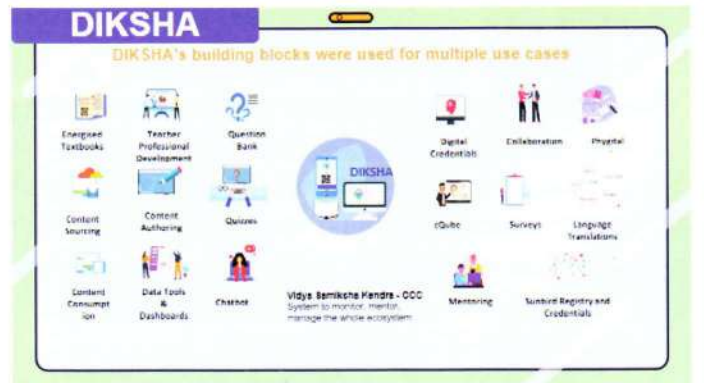 DIKSHA
DIKSHA's building blocks were used for multiple use cases
Energised
Textbooks
Teacher
Professional
Development
Question
Bank
Digital
Credentials
Collaboration
Phygital
DIKSHA
Content
Sourcing
Content
Authoring
Quizzes
cQube
Surveys
Language
Translations
Content
Consumpt
ion
Data Tools
&
Dashboards
Chatbot
Vidya Samiksha Kendra - CCC
System to monitor, mentor,
manage the whole ecosystem
Mentoring
Sunbird Registry and
Credentials